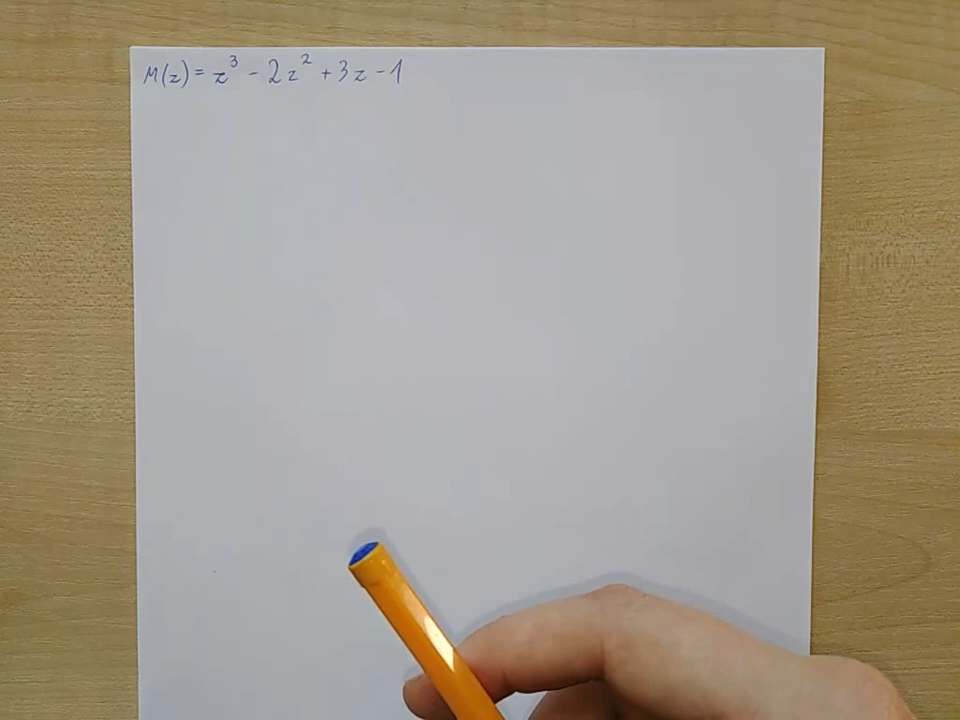 M(z) = z³ - 2z² + 3z - 1